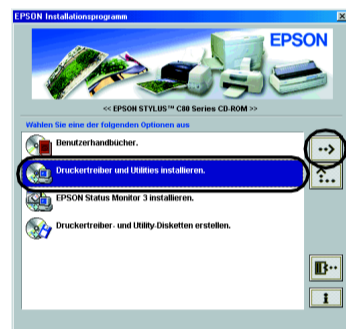 EPSON Installationsprogramm
EPSON
<< EPSON STYLUS™ C80 Series CD-ROM >>
Wählen Sie eine der folgenden Optionen aus
Benutzerhandbücher.
Druckertreiber und Utilities installieren.
EPSON Status Monitor 3 installieren.
Druckertreiber- und Utility-Disketten erstellen.